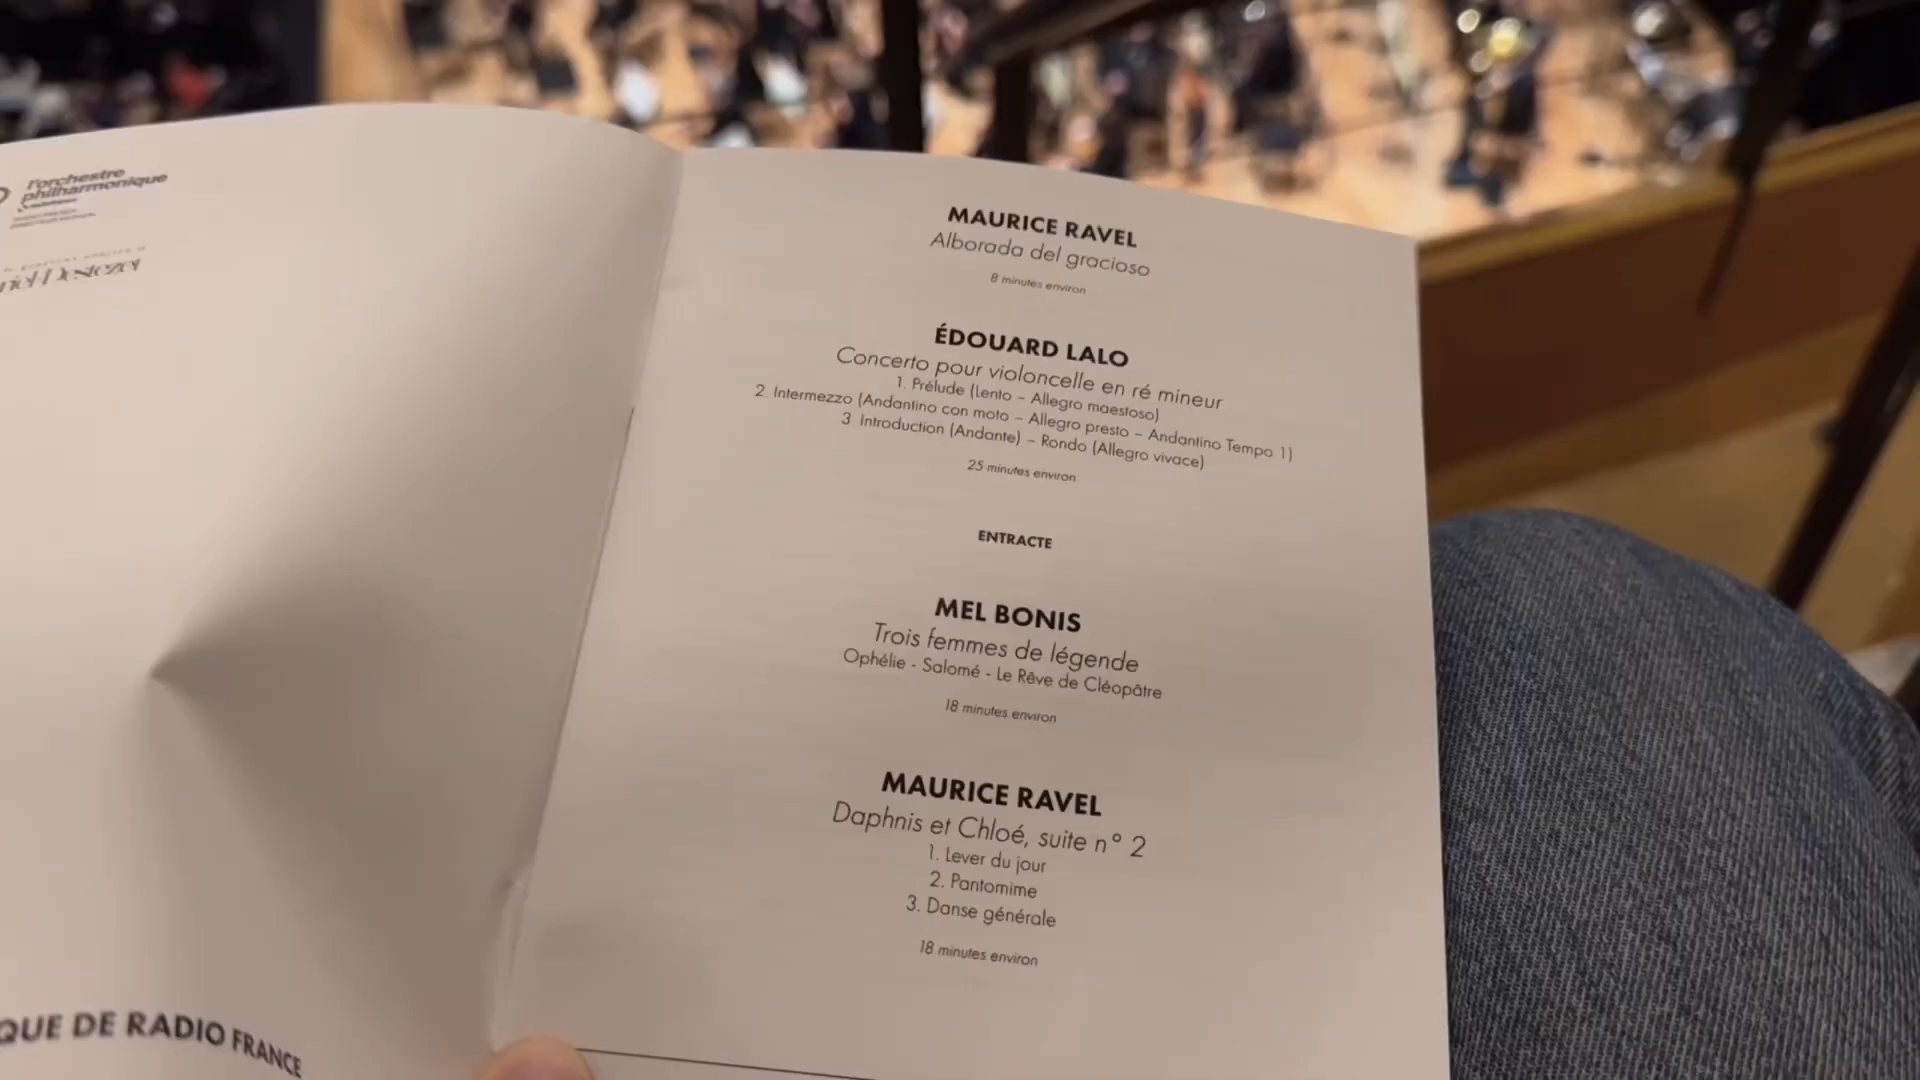 l'orchestre
philharmonique
MAURICE RAVEL
Alborada del gracioso
8 minutes environ
ÉDOUARD LALO
Concerto pour violoncelle en ré mineur
1. Prélude (Lento – Allegro maestoso)
2 Intermezzo (Andantino con moto – Allegro presto – Andantino Tempo 1)
3 Introduction (Andante) – Rondo (Allegro vivace)
25 minutes environ
ENTRACTE
MEL BONIS
Trois femmes de légende
Ophélie - Salomé - Le Rêve de Cléopâtre
18 minutes environ
MAURICE RAVEL
Daphnis et Chloé, suite n° 2
1. Lever du jour
2. Pantomime
3. Danse générale
18 minutes environ
QUE DE RADIO FRANCE